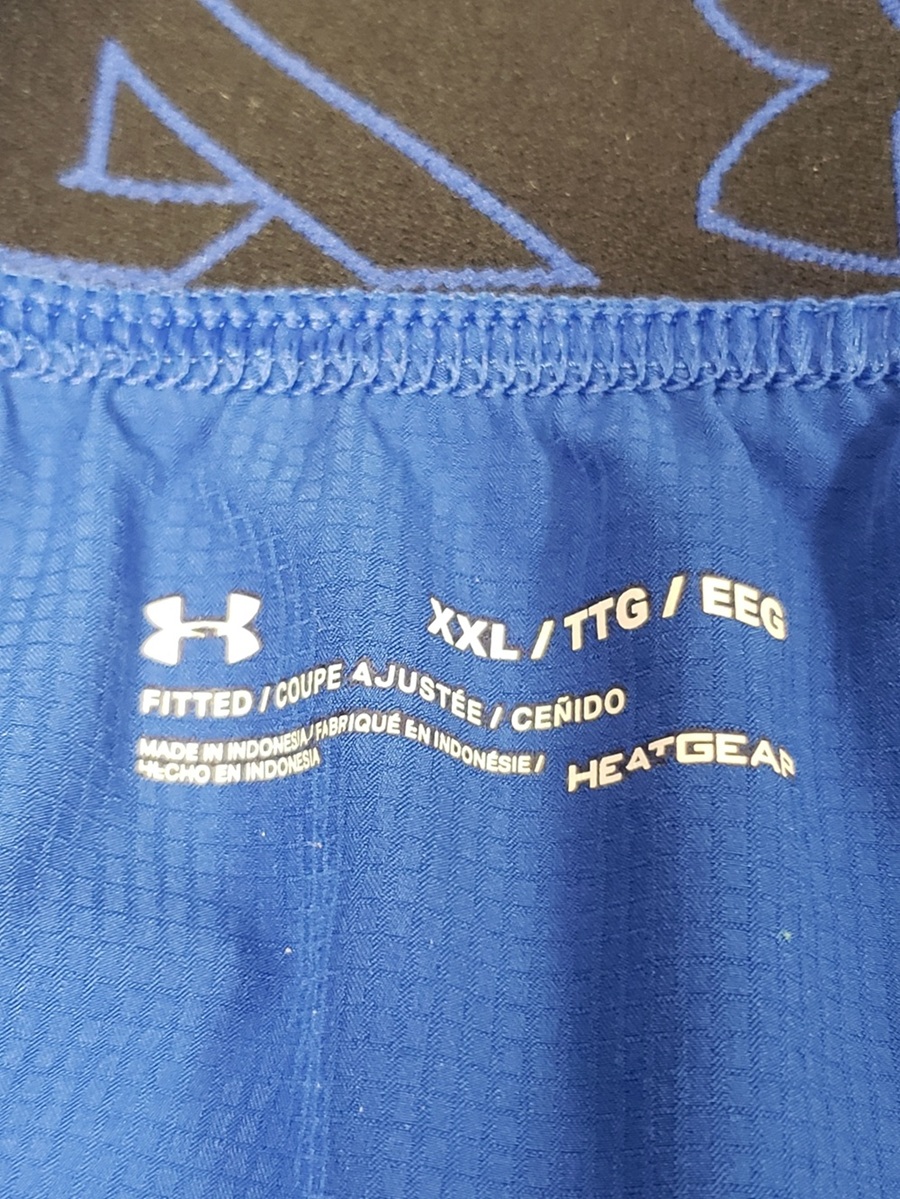 XXL / TTG / EEG
FITTED / COUPE AJUSTÉE / CEÑIDO
MADE IN INDONESIA / FABRIQUÉ EN INDONÉSIE /
HECHO EN INDONESIA
HEATGEAR